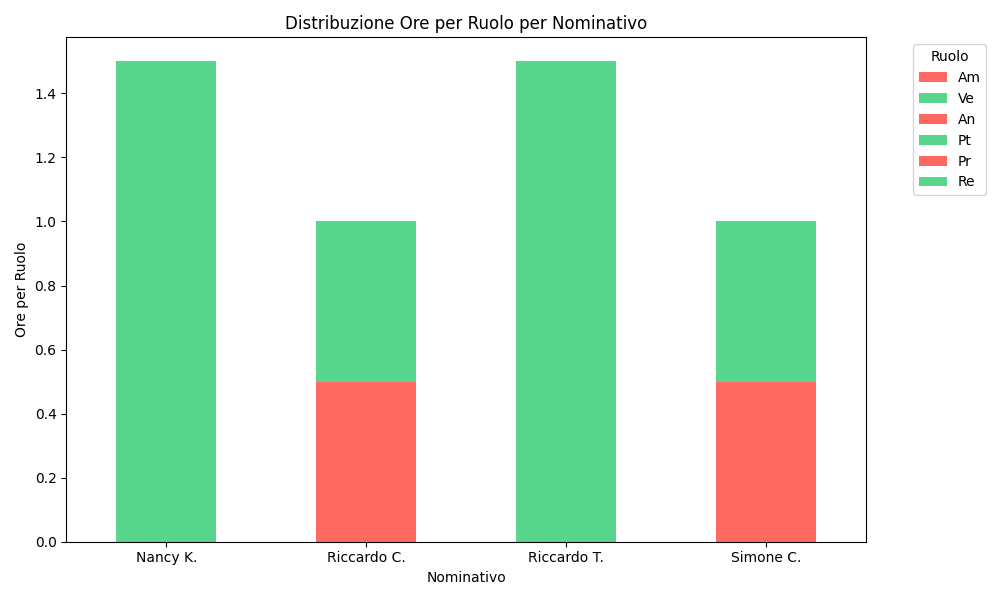 Distribuzione Ore per Ruolo per Nominativo
Ore per Ruolo
1.4
1.2
1.0
0.8
0.6
0.4
0.2
0.0
Nancy K.
Riccardo C.
Riccardo T.
Simone C.
Nominativo
Ruolo
Am
Ve
An
Pt
Pr
Re